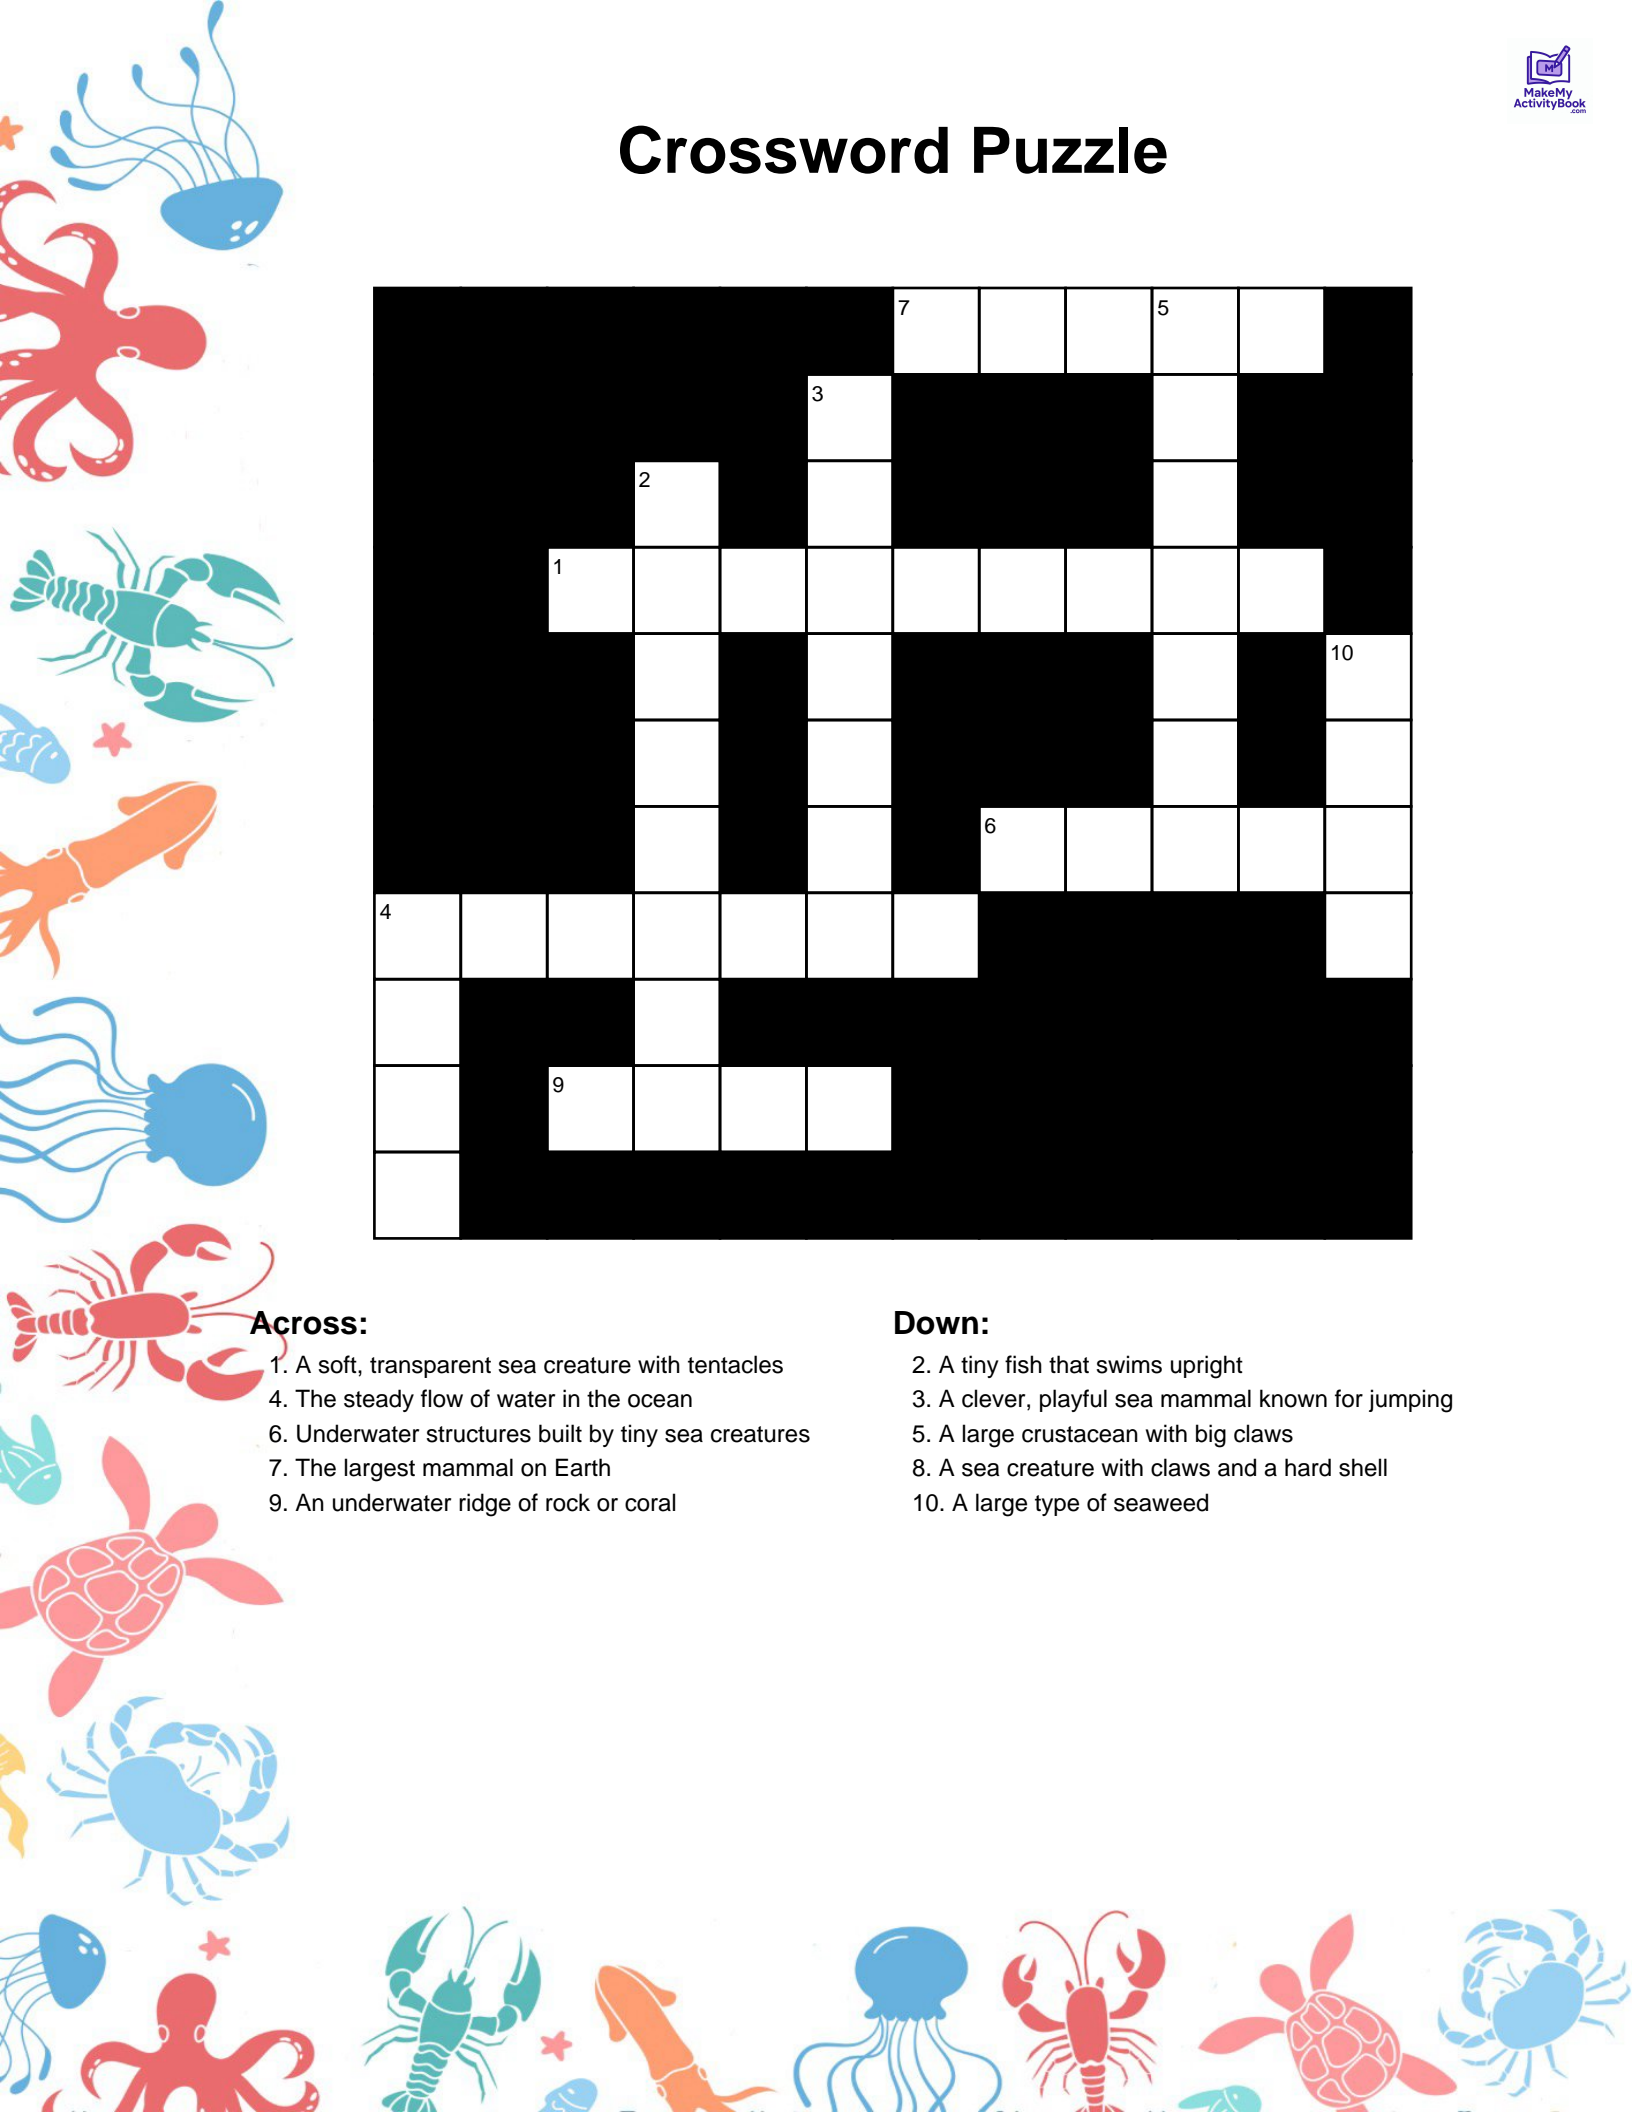 MakeMy
ActivityBook
.com
Crossword Puzzle
7 5
3
2
1
10
6
4
9
Across:
1. A soft, transparent sea creature with tentacles
4. The steady flow of water in the ocean
6. Underwater structures built by tiny sea creatures
7. The largest mammal on Earth
9. An underwater ridge of rock or coral
Down:
2. A tiny fish that swims upright
3. A clever, playful sea mammal known for jumping
5. A large crustacean with big claws
8. A sea creature with claws and a hard shell
10. A large type of seaweed